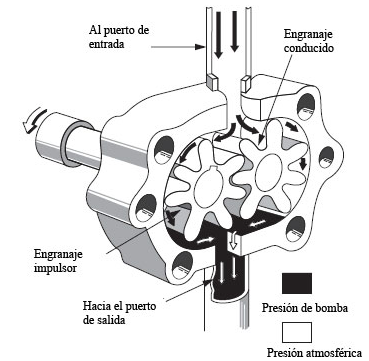 Al puerto de
entrada
Engranaje
conducido
Engranaje
impulsor
Hacia el puerto
de salida
Presión de bomba
Presión atmosférica